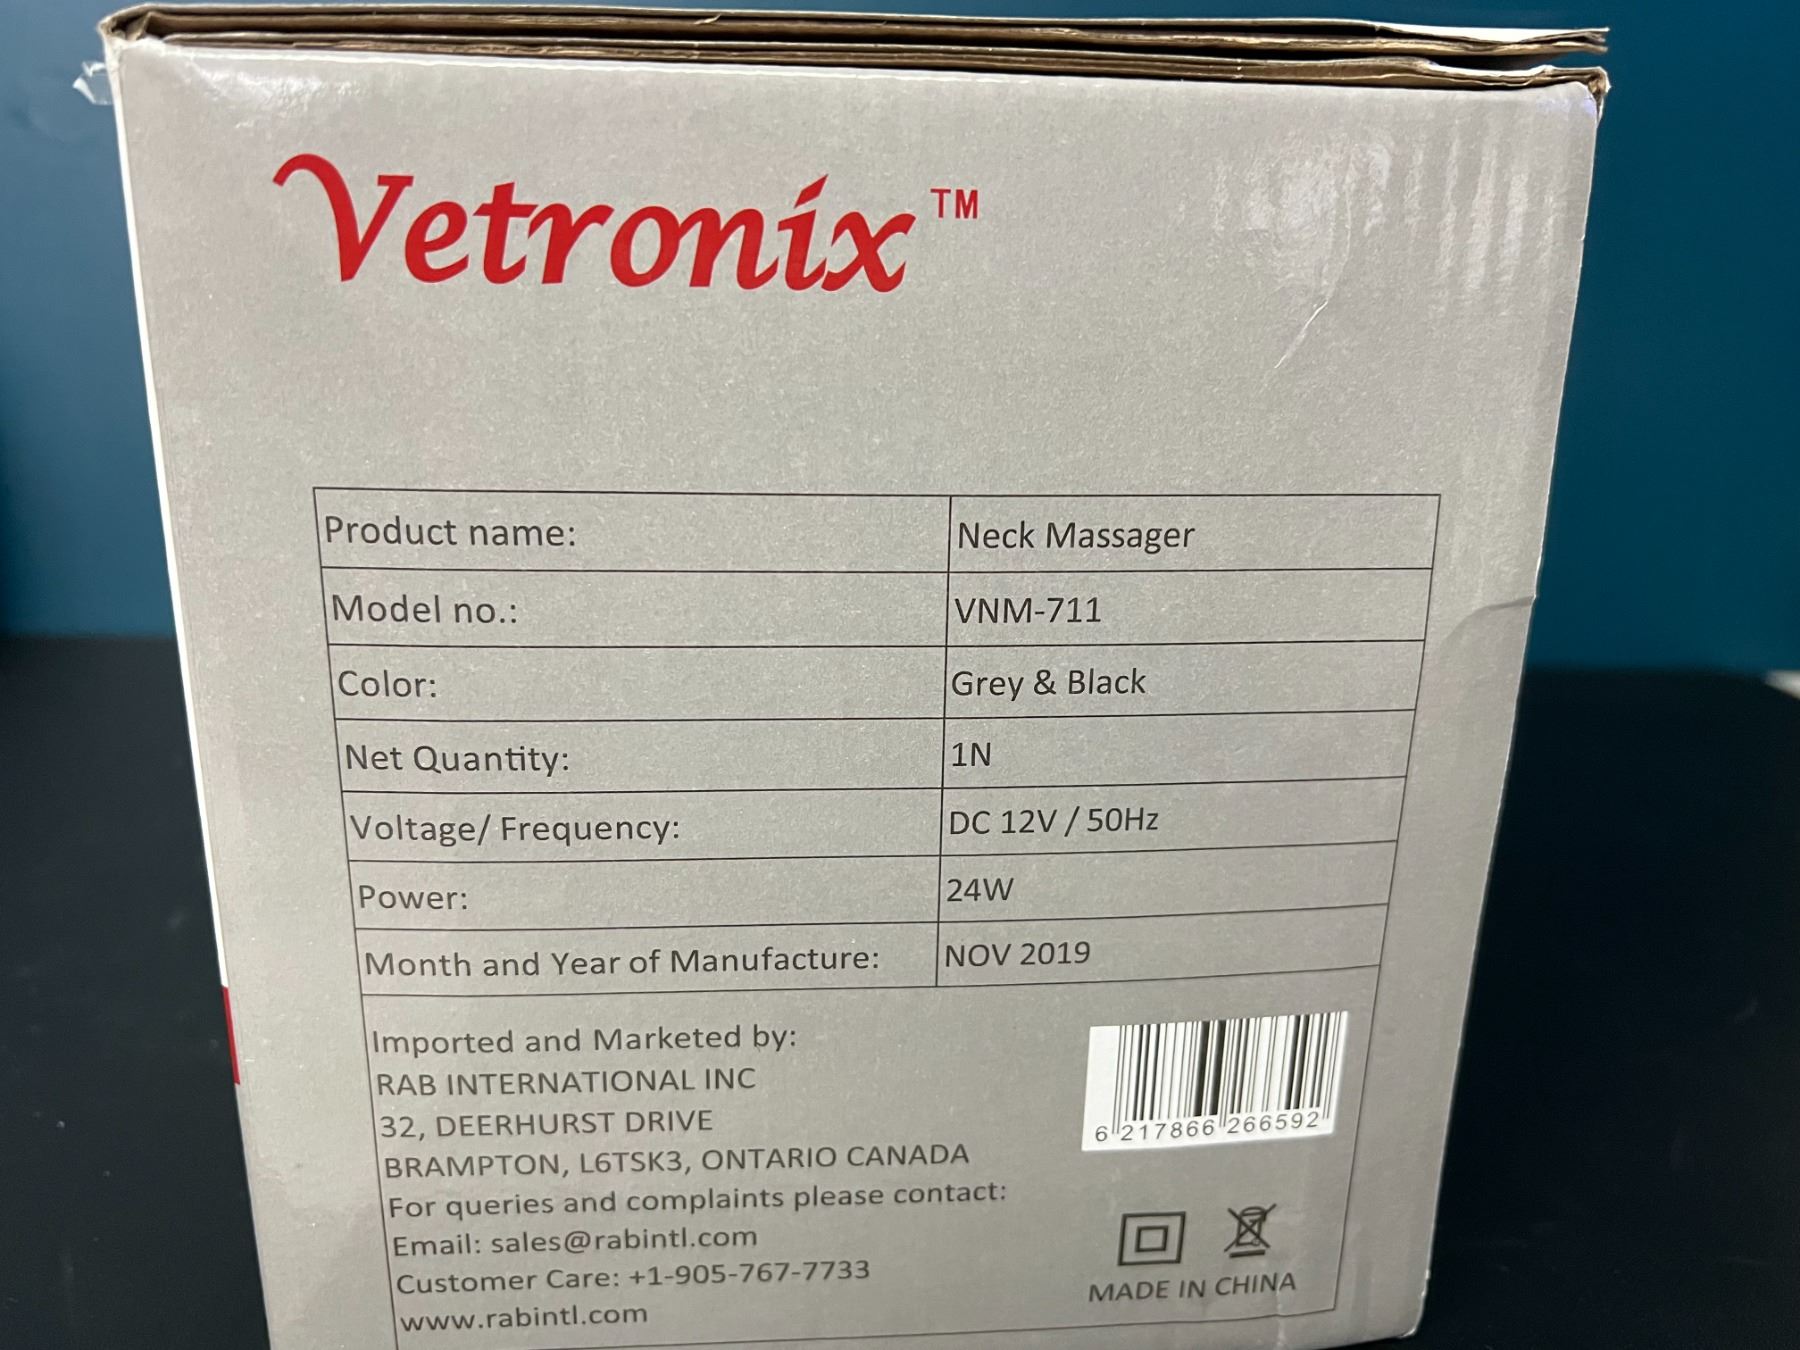 Vetronix™
Product name: Neck Massager
Model no.: VNM-711
Color: Grey & Black
Net Quantity: 1N
Voltage/ Frequency: DC 12V / 50Hz
Power: 24W
Month and Year of Manufacture: NOV 2019
Imported and Marketed by:
RAB INTERNATIONAL INC
32, DEERHURST DRIVE
BRAMPTON, L6TSK3, ONTARIO CANADA
For queries and complaints please contact:
Email: sales@rabintl.com
Customer Care: +1-905-767-7733
www.rabintl.com
6 217866 266592
MADE IN CHINA